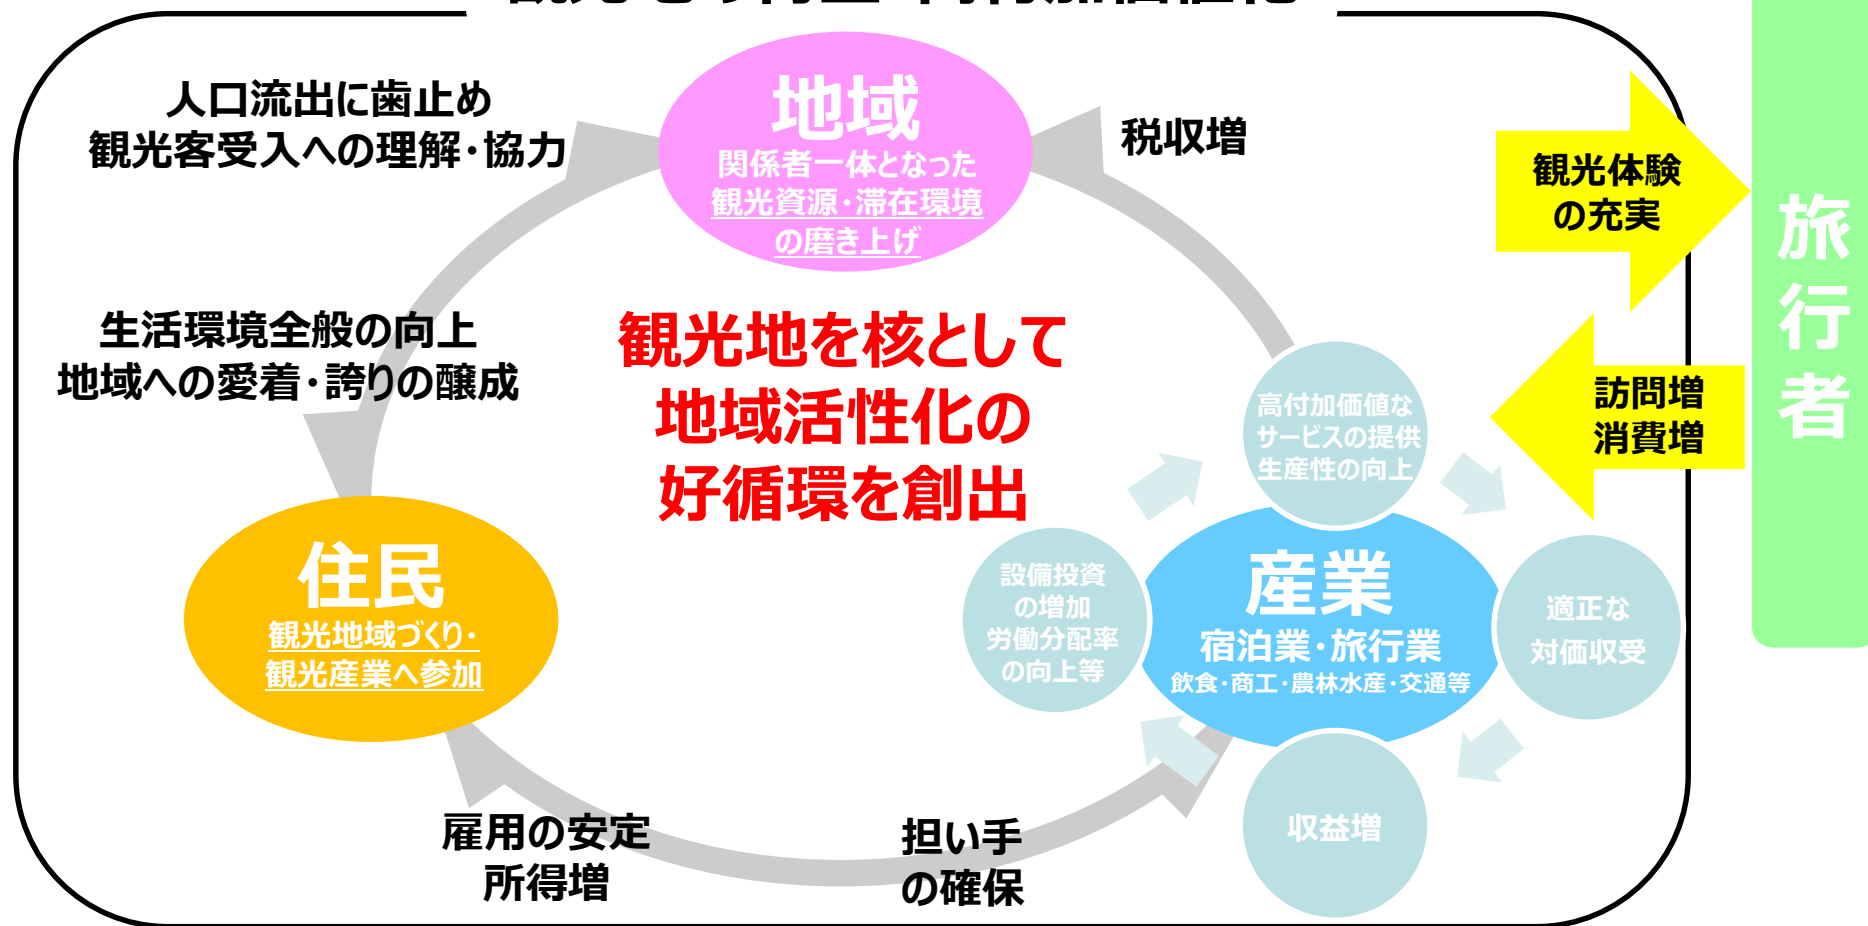 地域
関係者一体となった
観光資源・滞在環境
の磨き上げ
人口流出に歯止め
観光客受入への理解・協力
税収増
観光体験
の充実
旅行者
生活環境全般の向上
地域への愛着・誇りの醸成
観光地を核として
地域活性化の
好循環を創出
訪問増
消費増
高付加価値な
サービスの提供
生産性の向上
住民
観光地域づくり・
観光産業へ参加
設備投資
の増加
労働分配率
の向上等
産業
宿泊業・旅行業
飲食・商工・農林水産・交通等
適正な
対価収受
収益増
雇用の安定
所得増
担い手
の確保